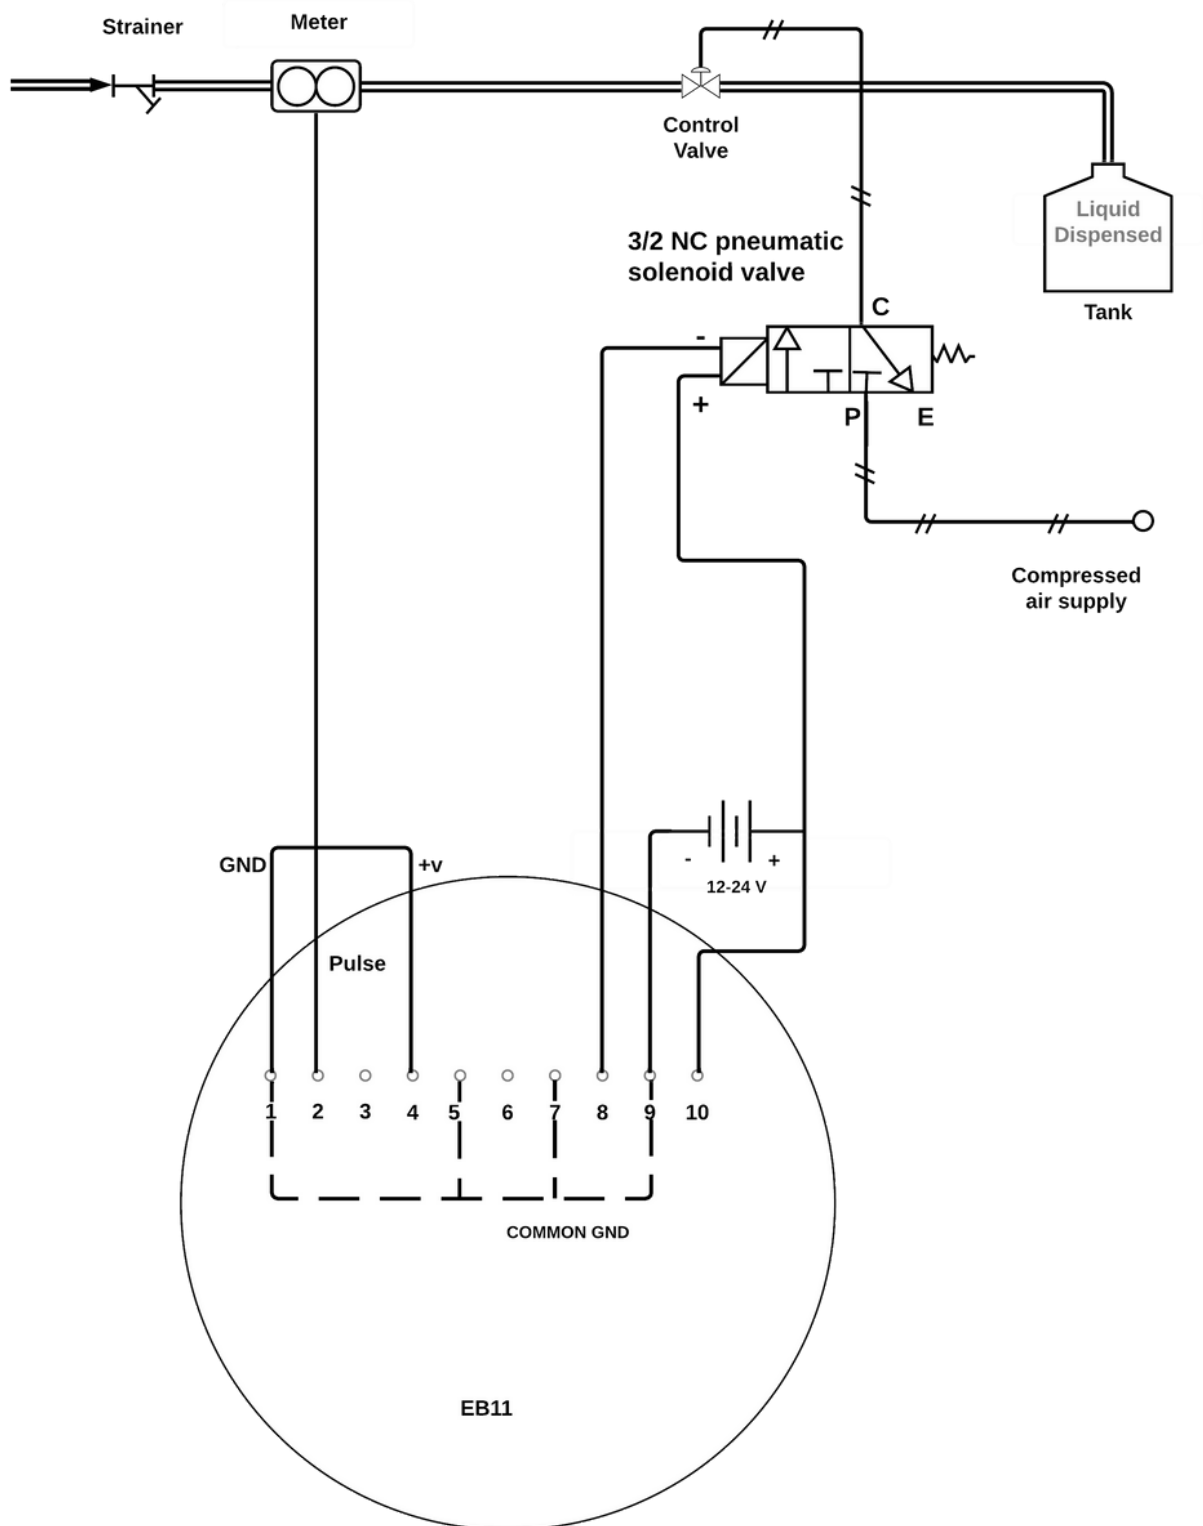 Strainer
Meter
Control
Valve
Liquid
Dispensed
Tank
3/2 NC pneumatic
solenoid valve
C
-
+
P
E
Compressed
air supply
GND
+v
-
+
12-24 V
Pulse
1 2 3 4 5 6 7 8 9 10
COMMON GND
EB11